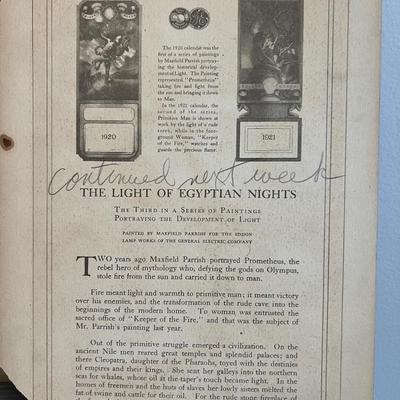 The 1920 calendar was the
first of a series of paintings
by Maxfield Parrish portraying
the historical develop-
ment of Light. The Painting
represented "Prometheus"
taking fire and light from
the sun and bringing it down
to Man.
In the 1921 calendar, the
second of the series,
Primitive Man is shown at
work by the light of a rude
torch, while in the fore-
ground Woman, "Keeper
of the Fire," watches and
guards the precious flame.
1920
1921
continued next week
THE LIGHT OF EGYPTIAN NIGHTS
THE THIRD IN A SERIES OF PAINTINGS
PORTRAYING THE DEVELOPMENT OF LIGHT
PAINTED BY MAXFIELD PARRISH FOR THE EDISON
LAMP WORKS OF THE GENERAL ELECTRIC COMPANY
TWO years ago Maxfield Parrish portrayed Prometheus, the
rebel hero of mythology who, defying the gods on Olympus,
stole fire from the sun and carried it down to man.
Fire meant light and warmth to primitive man; it meant victory
over his enemies, and the transformation of the rude cave into the
beginnings of the modern home. To woman was entrusted the
sacred office of "Keeper of the Fire," and that was the subject of
Mr. Parrish's painting last year.
Out of the primitive struggle emerged a civilization. On the
ancient Nile men reared great temples and splendid palaces; and
there Cleopatra, daughter of the Pharaohs, toyed with the destinies
of empires and their kings. She sent her galleys into the northern
seas for whales, whose oil at the taper's touch became light. In the
homes of freemen and the huts of slaves her lowly sisters melted the
fat of swine and cattle for their oil. For the rude stone fireplace of